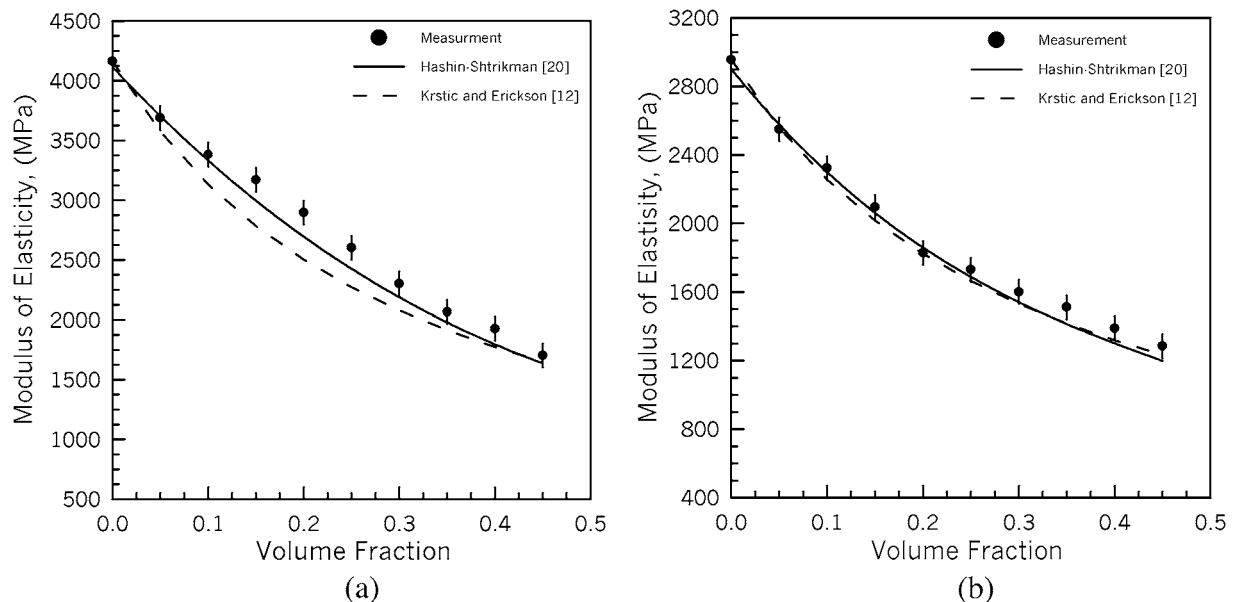 4500
4000
3500
3000
2500
2000
1500
1000
500
Modulus of Elasticity, (MPa)
Measurment
Hashin-Shtrikman [20]
Krstic and Erickson [12]
0.0 0.1 0.2 0.3 0.4 0.5
Volume Fraction
(a)
3200
2800
2400
2000
1600
1200
800
400
Modulus of Elastisity, (MPa)
Measurement
Hashin-Shtrikman [20]
Krstic and Erickson [12]
0.0 0.1 0.2 0.3 0.4 0.5
Volume Fraction
(b)